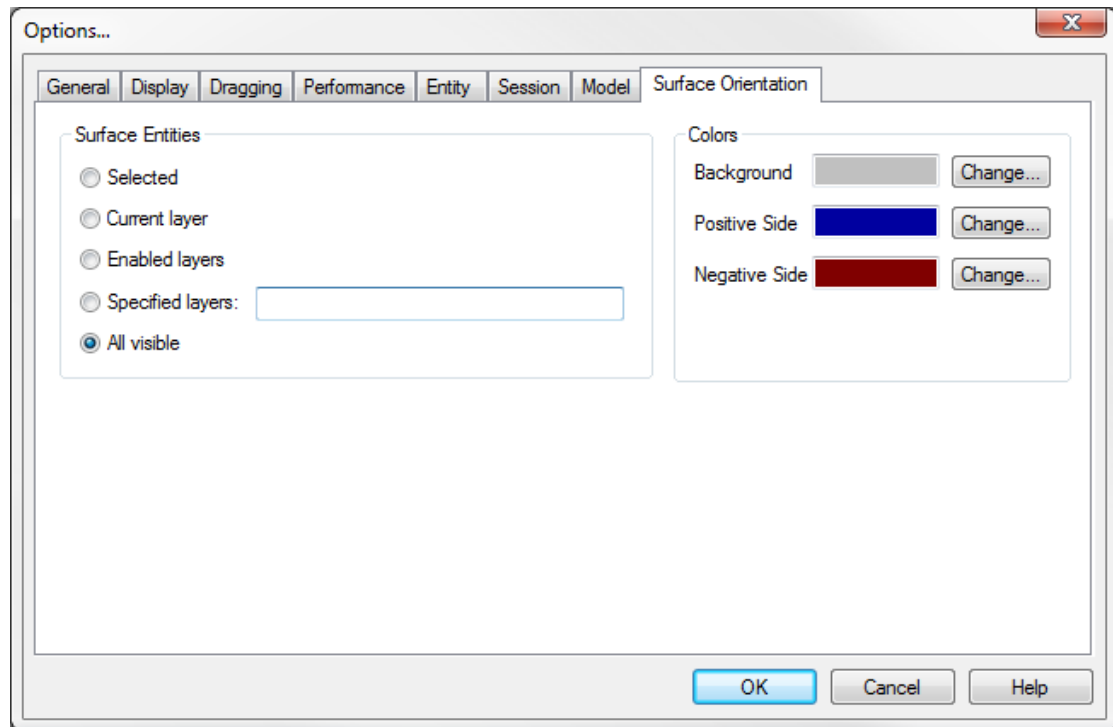 Options...
General Display Dragging Performance Entity Session Model Surface Orientation
Surface Entities
Selected
Current layer
Enabled layers
Specified layers:
All visible
Colors
Background Change...
Positive Side Change...
Negative Side Change...
OK Cancel Help